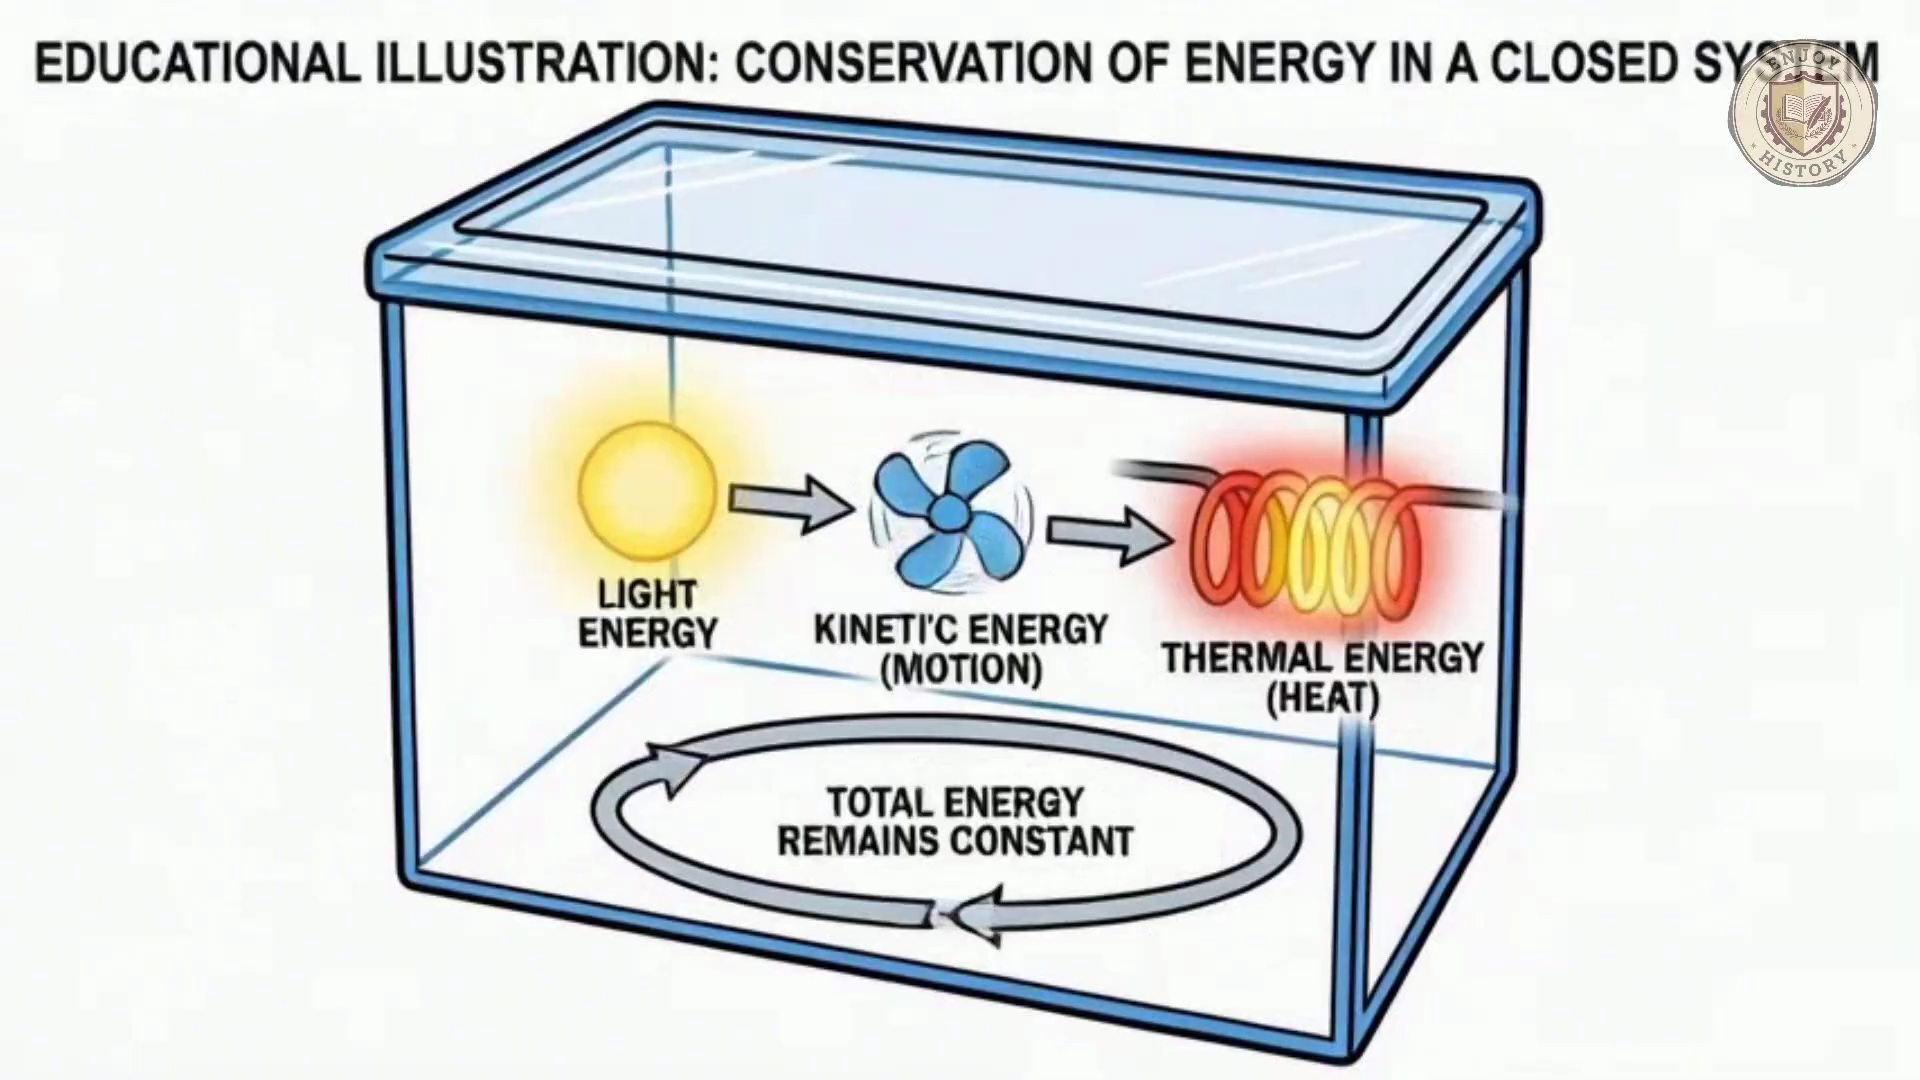 EDUCATIONAL ILLUSTRATION: CONSERVATION OF ENERGY IN A CLOSED
ENJOY
HISTORY
LIGHT
ENERGY
KINETI'C ENERGY
(MOTION)
THERMAL ENERGY
(HEAT)
TOTAL ENERGY
REMAINS CONSTANT